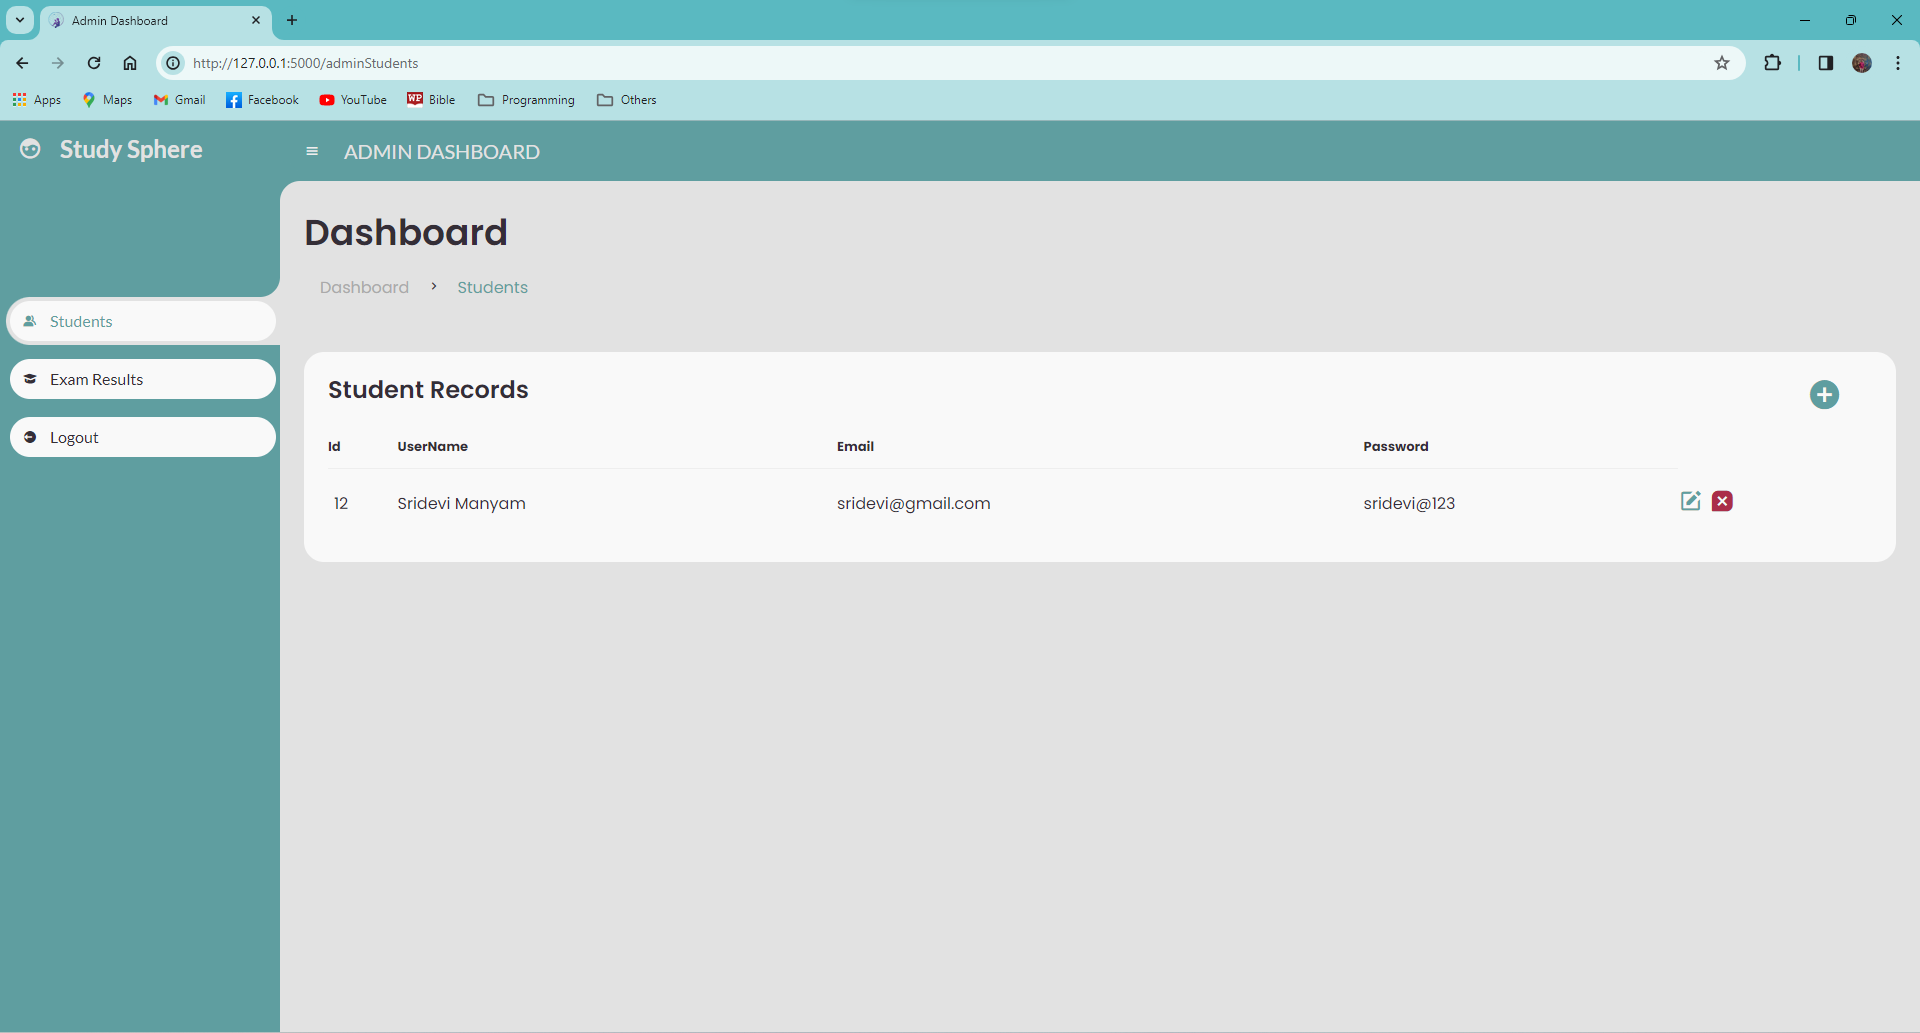 Admin Dashboard
http://127.0.0.1:5000/adminStudents
Apps Maps Gmail Facebook YouTube WP Bible Programming Others
Study Sphere
ADMIN DASHBOARD
Dashboard
Dashboard > Students
Students
Exam Results
Logout
Student Records
Id UserName Email Password
12 Sridevi Manyam sridevi@gmail.com sridevi@123